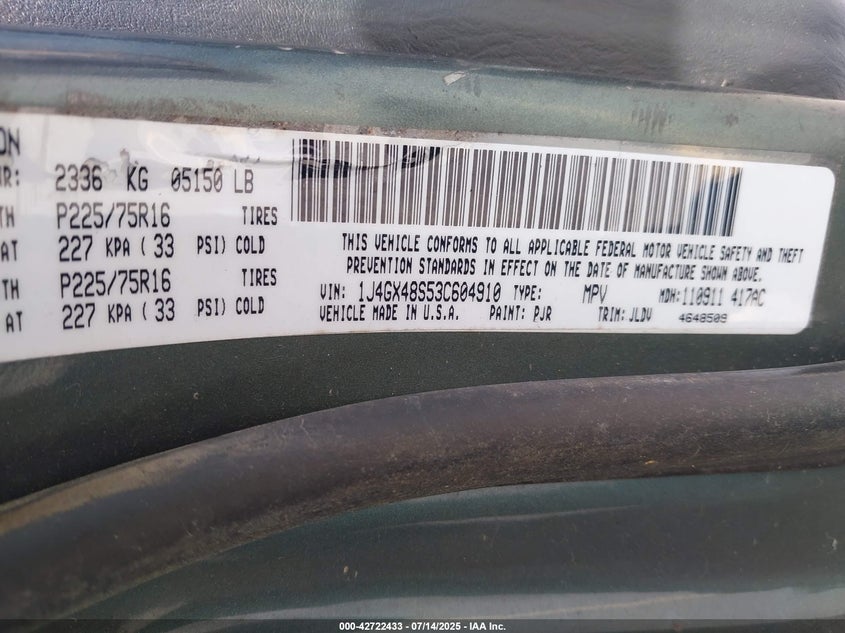 ON
WR: 2336 KG 05150 LB
TH P225/75R16 TIRES
AT 227 KPA ( 33 PSI) COLD
TH P225/75R16 TIRES
AT 227 KPA ( 33 PSI) COLD
THIS VEHICLE CONFORMS TO ALL APPLICABLE FEDERAL MOTOR VEHICLE SAFETY AND THEFT
PREVENTION STANDARDS IN EFFECT ON THE DATE OF MANUFACTURE SHOWN ABOVE.
VIN: 1J4GX48S53C604910 TYPE: MPV MDH: 110911 417AC
VEHICLE MADE IN U.S.A. PAINT: PJR TRIM: JLDV 4648509
000-42722433 - 07/14/2025 - IAA Inc.